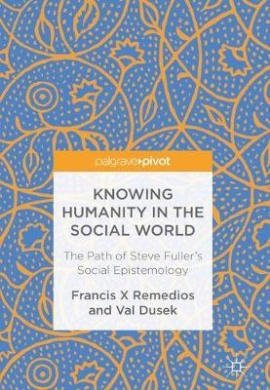 palgrave pivot
KNOWING
HUMANITY IN THE
SOCIAL WORLD
The Path of Steve Fuller's
Social Epistemology
Francis X Remedios
and Val Dusek